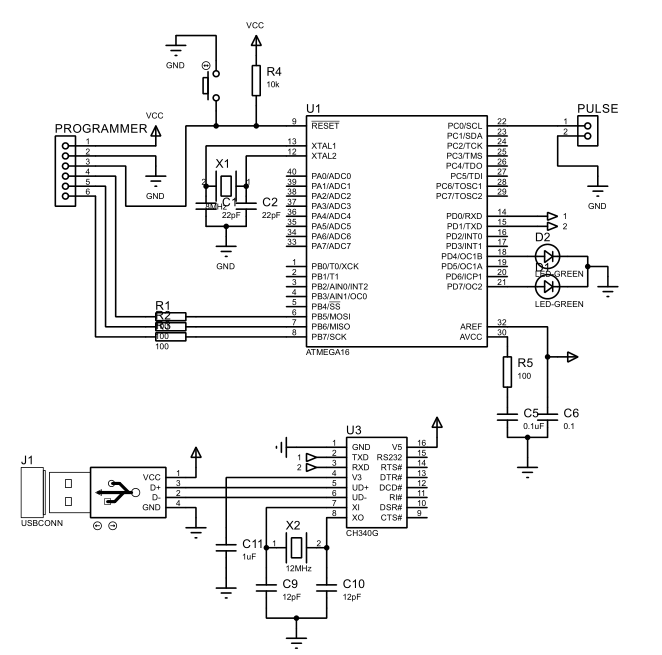 VCC
GND
R4
10k
U1
PROGRAMMER
VCC
1
2
3
4
5
6
GND
9 RESET PC0/SCL 22
PC1/SDA 23
13 XTAL1 PC2/TCK 24
12 XTAL2 PC3/TMS 25
PC4/TDO 26
40 PA0/ADC0 PC5/TDI 27
39 PA1/ADC1 PC6/TOSC1 28
38 PA2/ADC2 PC7/TOSC2 29
37 PA3/ADC3
36 PA4/ADC4 PD0/RXD 14 1
35 PA5/ADC5 PD1/TXD 15 2
34 PA6/ADC6 PD2/INT0 16
33 PA7/ADC7 PD3/INT1 17
PD4/OC1B 18
1 PB0/T0/XCK PD5/OC1A 19
2 PB1/T1 PD6/ICP1 20
3 PB2/AIN0/INT2 PD7/OC2 21
4 PB3/AIN1/OC0
5 PB4/SS
6 PB5/MOSI
7 PB6/MISO AREF 32
8 PB7/SCK AVCC 30
ATMEGA16
PULSE
1
2
GND
X1
2 1
8MHz
C1
22pF
C2
22pF
GND
D2
LED-GREEN
D1
LED-GREEN
R1
R2
R3
100
100
R5
100
C5
0.1uF
C6
0.1
U3
1 GND V5 16
1 2 TXD RS232 15
2 3 RXD RTS# 14
4 V3 DTR# 13
5 UD+ DCD# 12
6 UD- RI# 11
7 XI DSR# 10
8 XO CTS# 9
CH340G
J1
VCC 1
D+ 3
D- 2
GND 4
USBCONN
C11
1uF
X2
1 2
12MHz
C9
12pF
C10
12pF